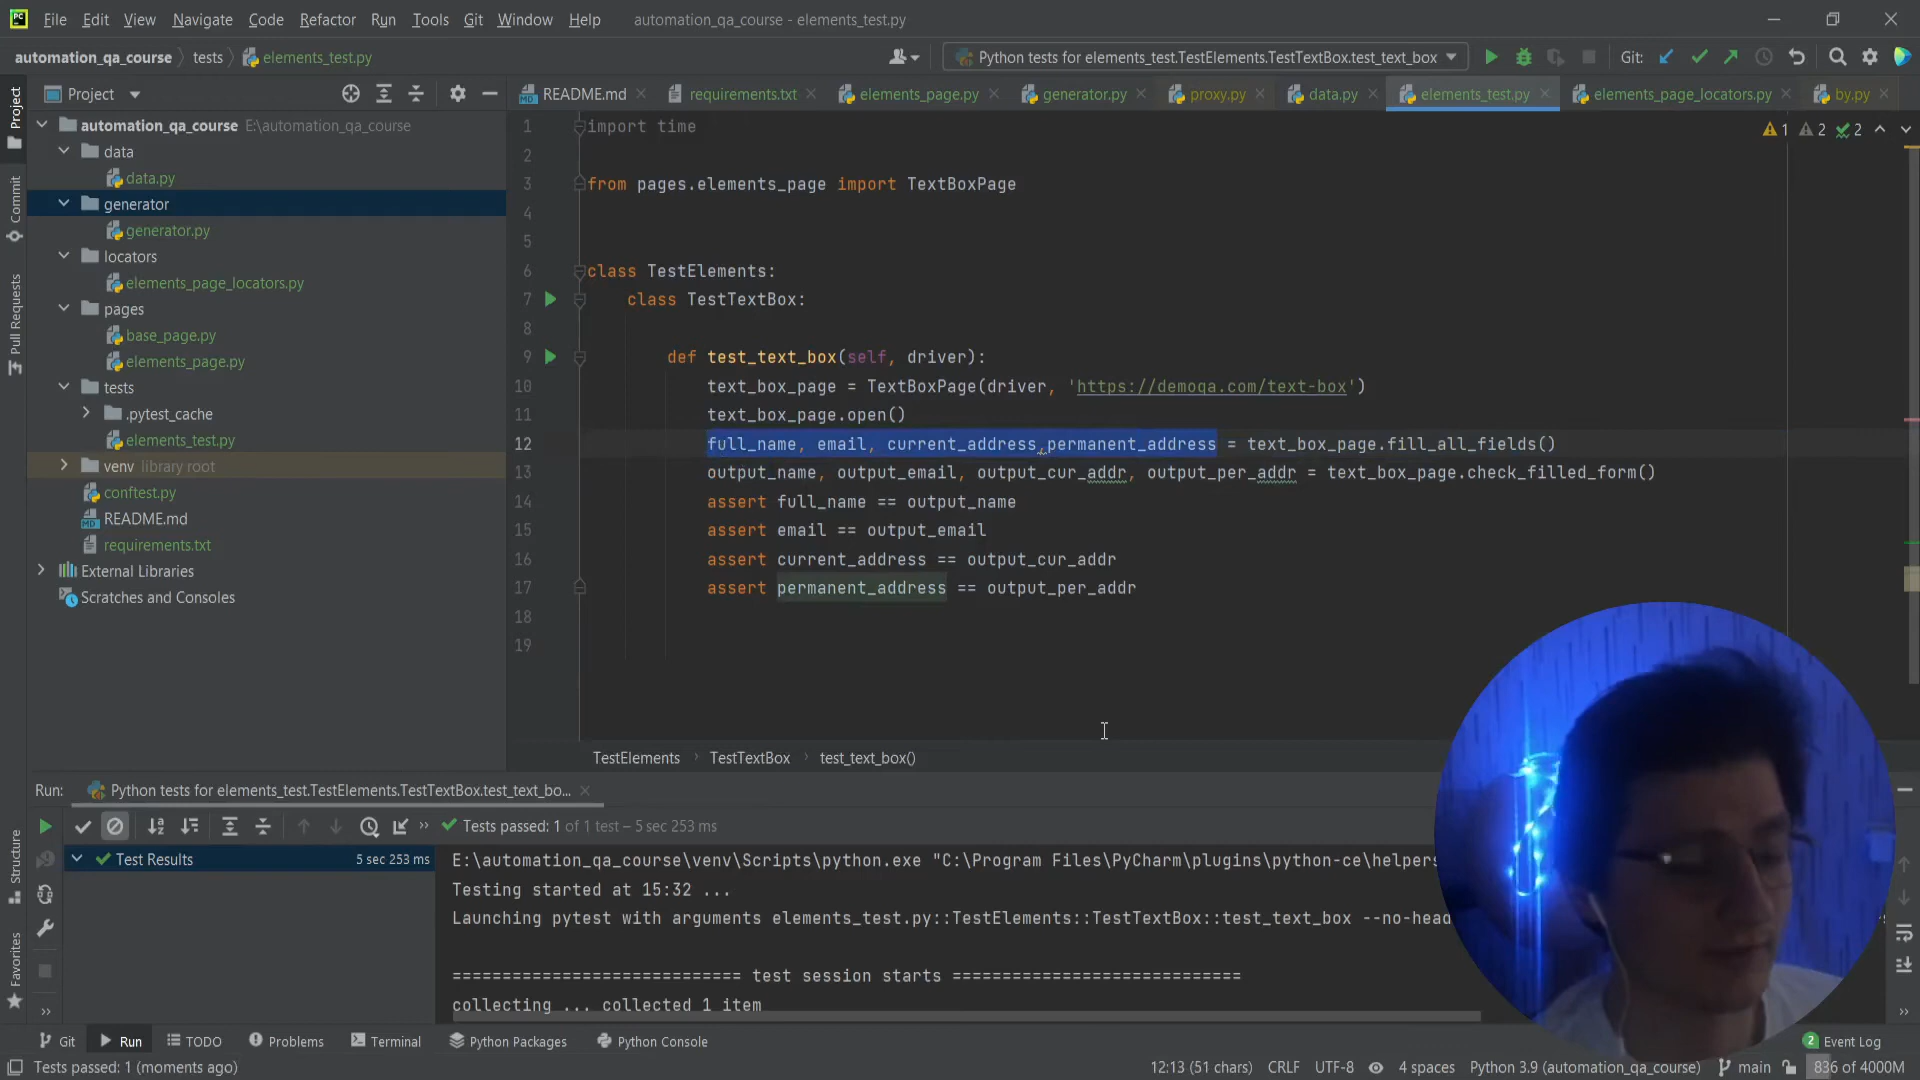 File Edit View Navigate Code Refactor Run Tools Git Window Help automation_qa_course - elements_test.py
automation_qa_course tests elements_test.py Python tests for elements_test.TestElements.TestTextBox.test_text_box Git:
Project
README.md requirements.txt elements_page.py generator.py proxy.py data.py elements_test.py elements_page_locators.py by.py
Project
Commit
Pull Requests
Structure
Favorites
automation_qa_course E:\automation_qa_course
data
data.py
generator
generator.py
locators
elements_page_locators.py
pages
base_page.py
elements_page.py
tests
.pytest_cache
elements_test.py
venv library root
conftest.py
README.md
requirements.txt
External Libraries
Scratches and Consoles
1 2 2
1 import time
2
3 from pages.elements_page import TextBoxPage
4
5
6 class TestElements:
7 class TestTextBox:
8
9 def test_text_box(self, driver):
10 text_box_page = TextBoxPage(driver, 'https://demoqa.com/text-box')
11 text_box_page.open()
12 full_name, email, current_address,permanent_address = text_box_page.fill_all_fields()
13 output_name, output_email, output_cur_addr, output_per_addr = text_box_page.check_filled_form()
14 assert full_name == output_name
15 assert email == output_email
16 assert current_address == output_cur_addr
17 assert permanent_address == output_per_addr
18
19
TestElements TestTextBox test_text_box()
Run: Python tests for elements_test.TestElements.TestTextBox.test_text_bo...
Tests passed: 1 of 1 test – 5 sec 253 ms
Test Results 5 sec 253 ms
E:\automation_qa_course\venv\Scripts\python.exe "C:\Program Files\PyCharm\plugins\python-ce\helpers
Testing started at 15:32 ...
Launching pytest with arguments elements_test.py::TestElements::TestTextBox::test_text_box --no-head
============================= test session starts =============================
collecting ... collected 1 item
Git Run TODO Problems Terminal Python Packages Python Console 2 Event Log
Tests passed: 1 (moments ago) 12:13 (51 chars) CRLF UTF-8 4 spaces Python 3.9 (automation_qa_course) main 836 of 4000M